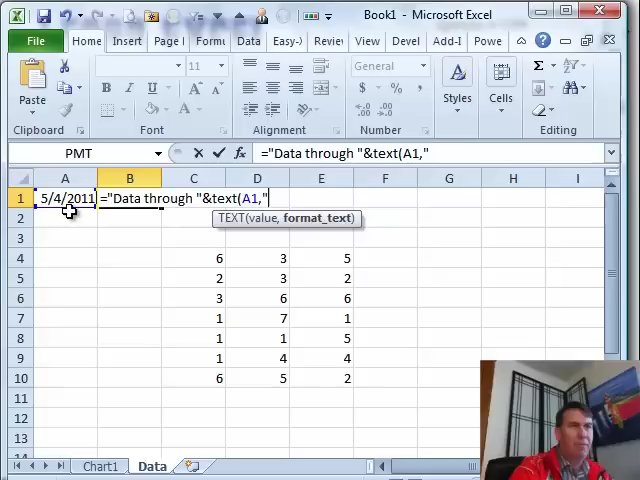 Book1 - Microsoft Excel
File Home Insert Page l Formu Data Easy-) Review View Devel Add-I Powe
Paste
Clipboard
11
B I U A A
Font
Alignment
General
$ % ,
Number
Styles
Cells
Σ
Editing
PMT fx ="Data through "&text(A1,"
A B C D E F G H I
1 5/4/2011 ="Data through "&text(A1,"
2 TEXT(value, format_text)
3
4 6 3 5
5 2 3 2
6 3 6 6
7 1 7 1
8 1 1 5
9 1 4 4
10 6 5 2
11
12
13
14
Chart1 Data